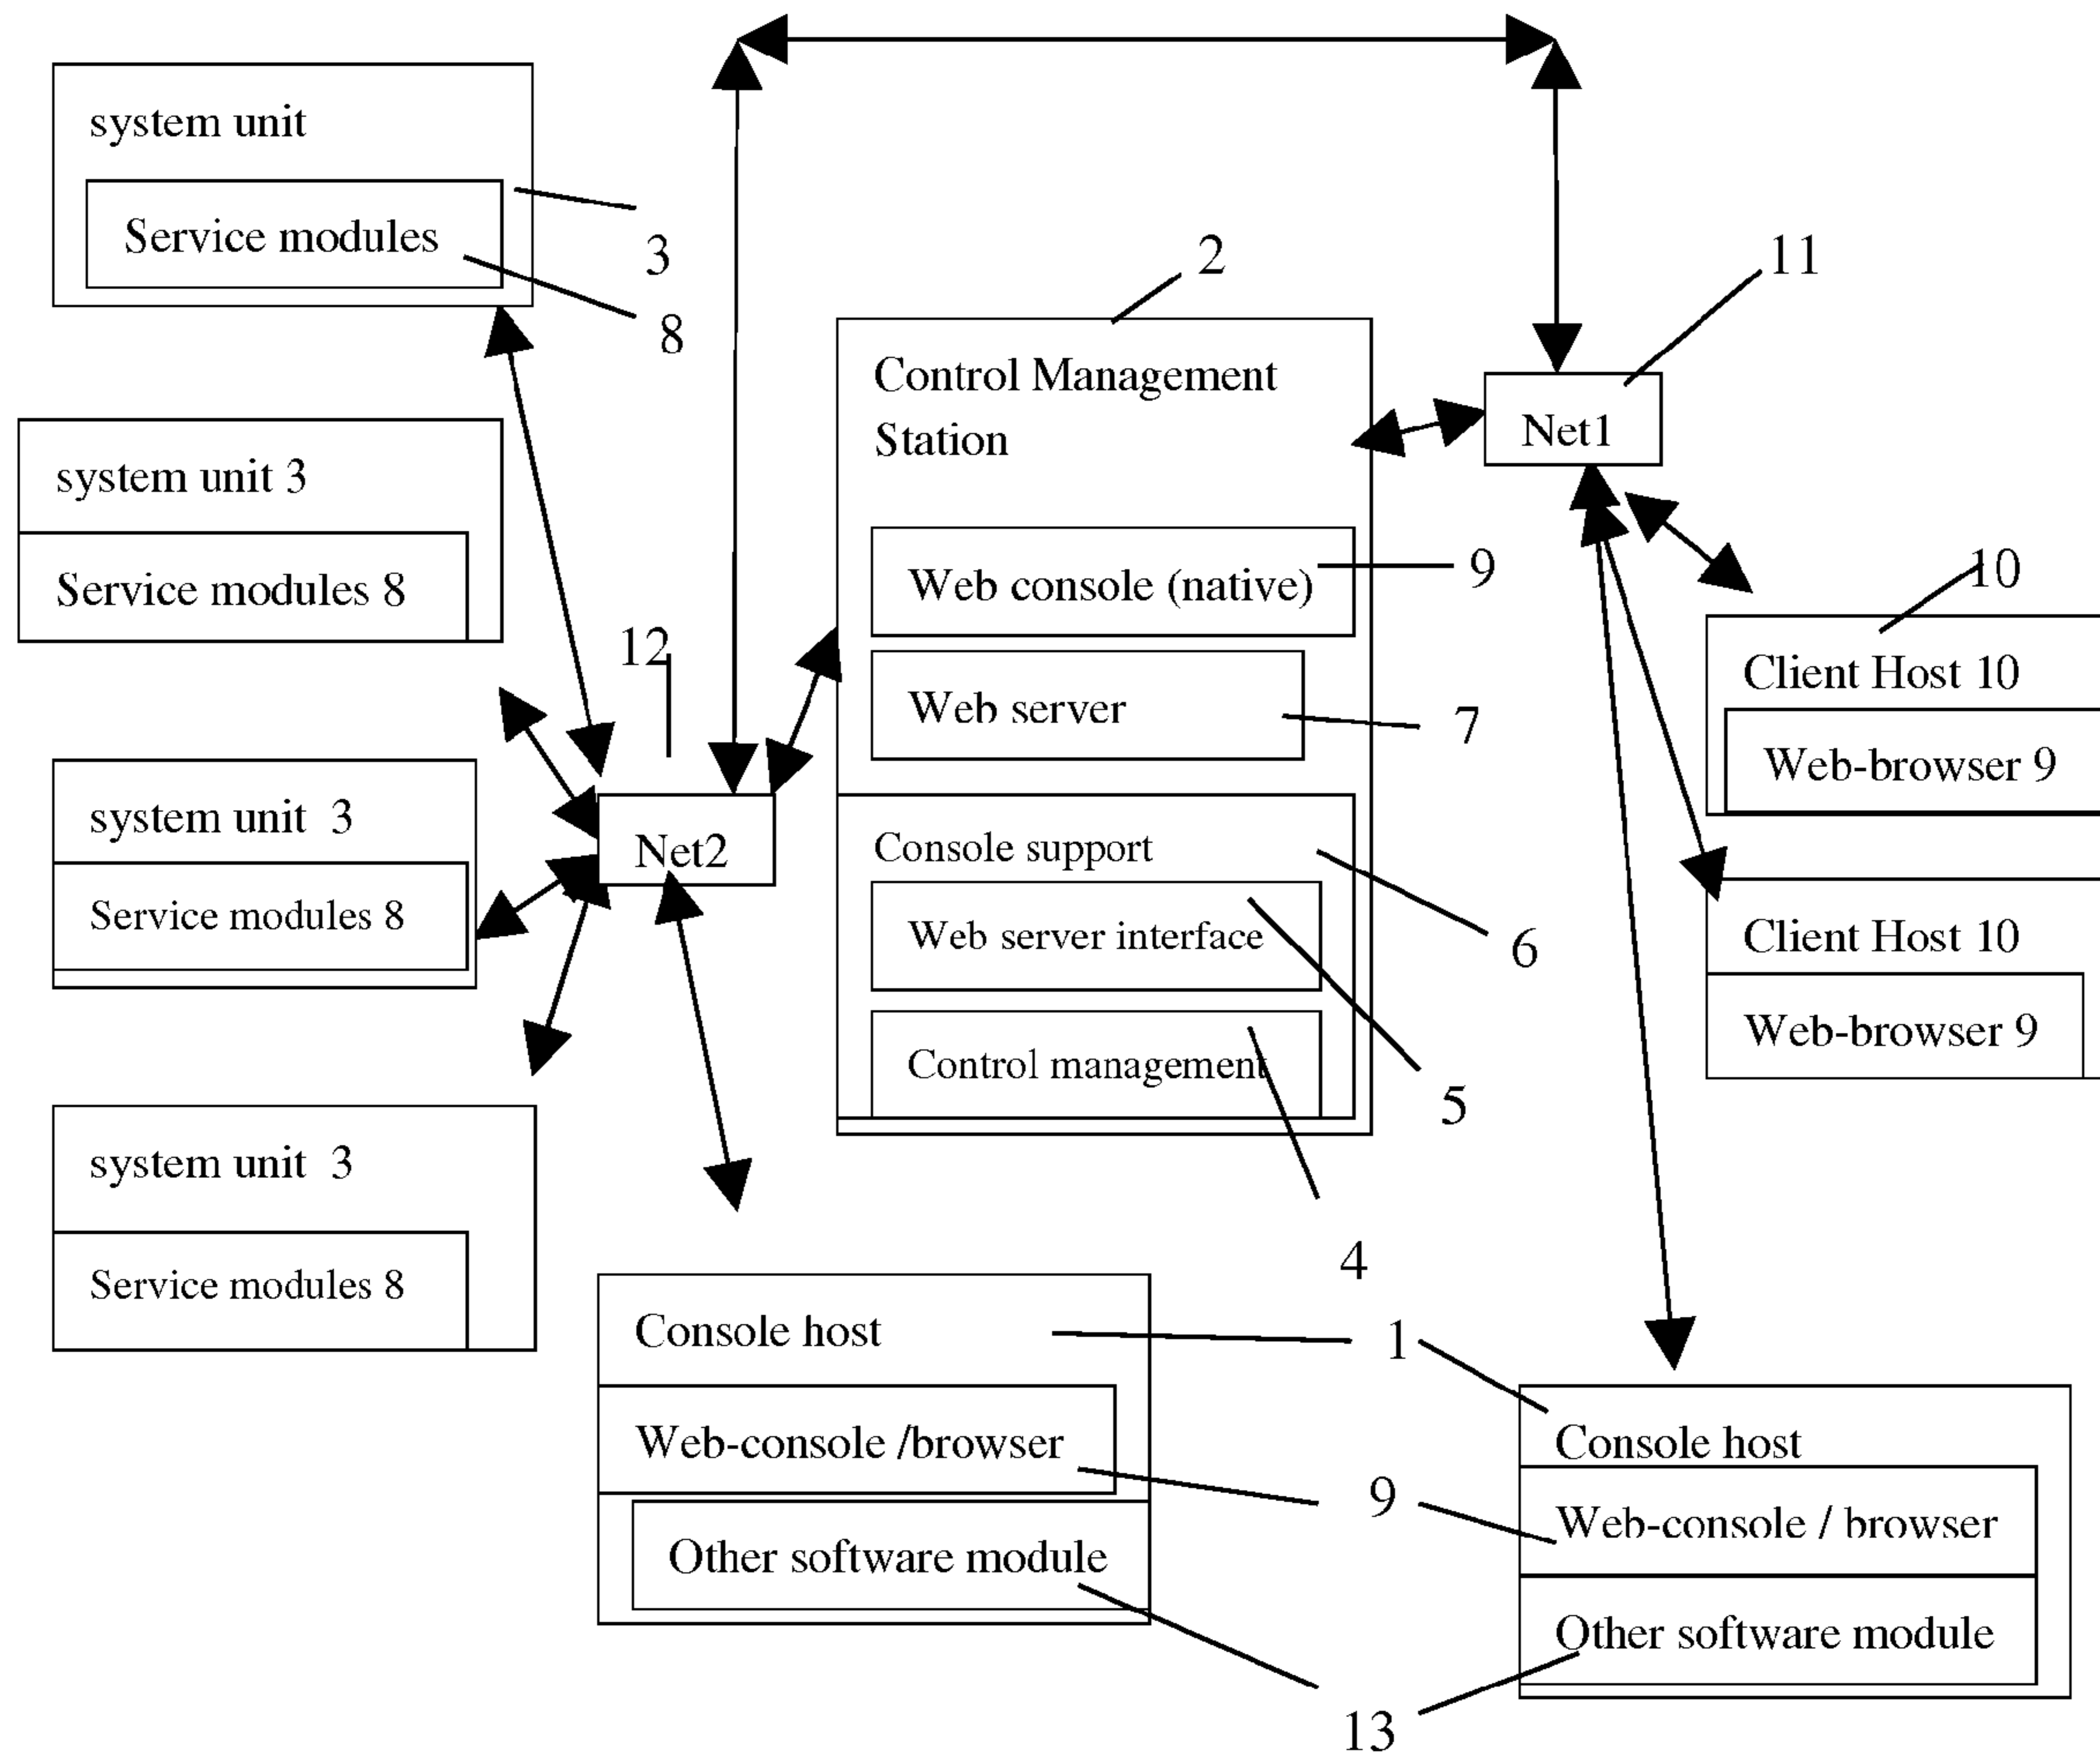 system unit
Service modules
3
8
system unit 3
Service modules 8
12
Net2
system unit  3
Service modules 8
system unit  3
Service modules 8
2
Control Management
Station
Web console (native)
9
Web server
7
Console support
6
Web server interface
5
Control management
4
11
Net1
10
Client Host 10
Web-browser 9
Client Host 10
Web-browser 9
Console host
1
Web-console /browser
9
Other software module
13
Console host
Web-console / browser
Other software module